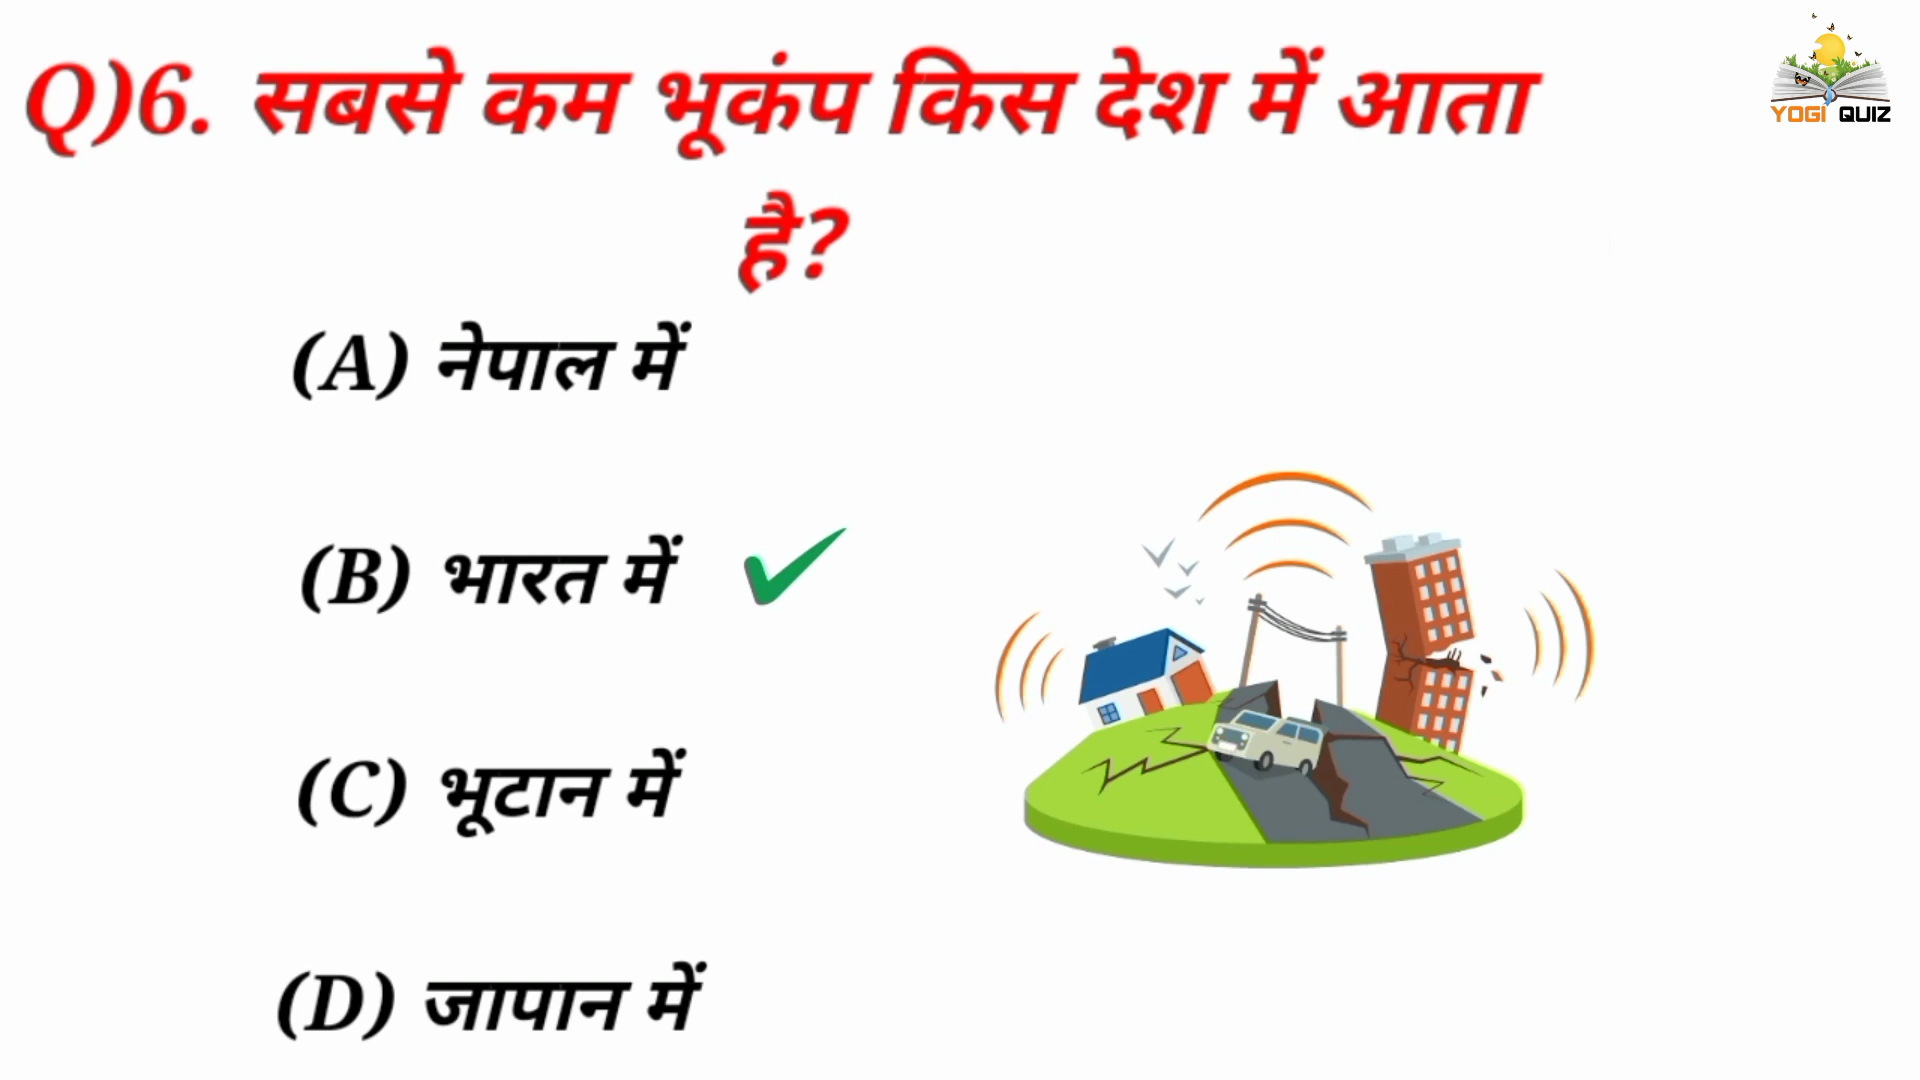 Q)6. सबसे कम भूकंप किस देश में आता
है?
(A) नेपाल में
(B) भारत में
(C) भूटान में
(D) जापान में
YOGI QUIZ